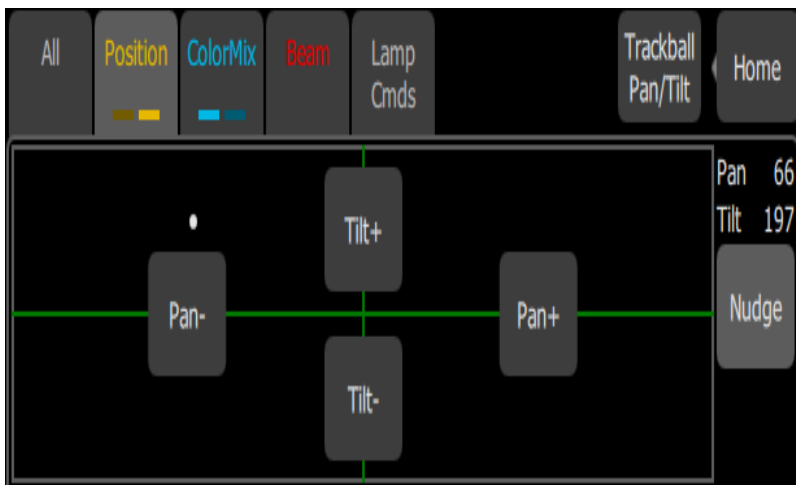 All
Position
ColorMix
Beam
Lamp
Cmds
Trackball
Pan/Tilt
Home
Pan 66
Tilt 197
Tilt+
Pan-
Pan+
Nudge
Tilt-